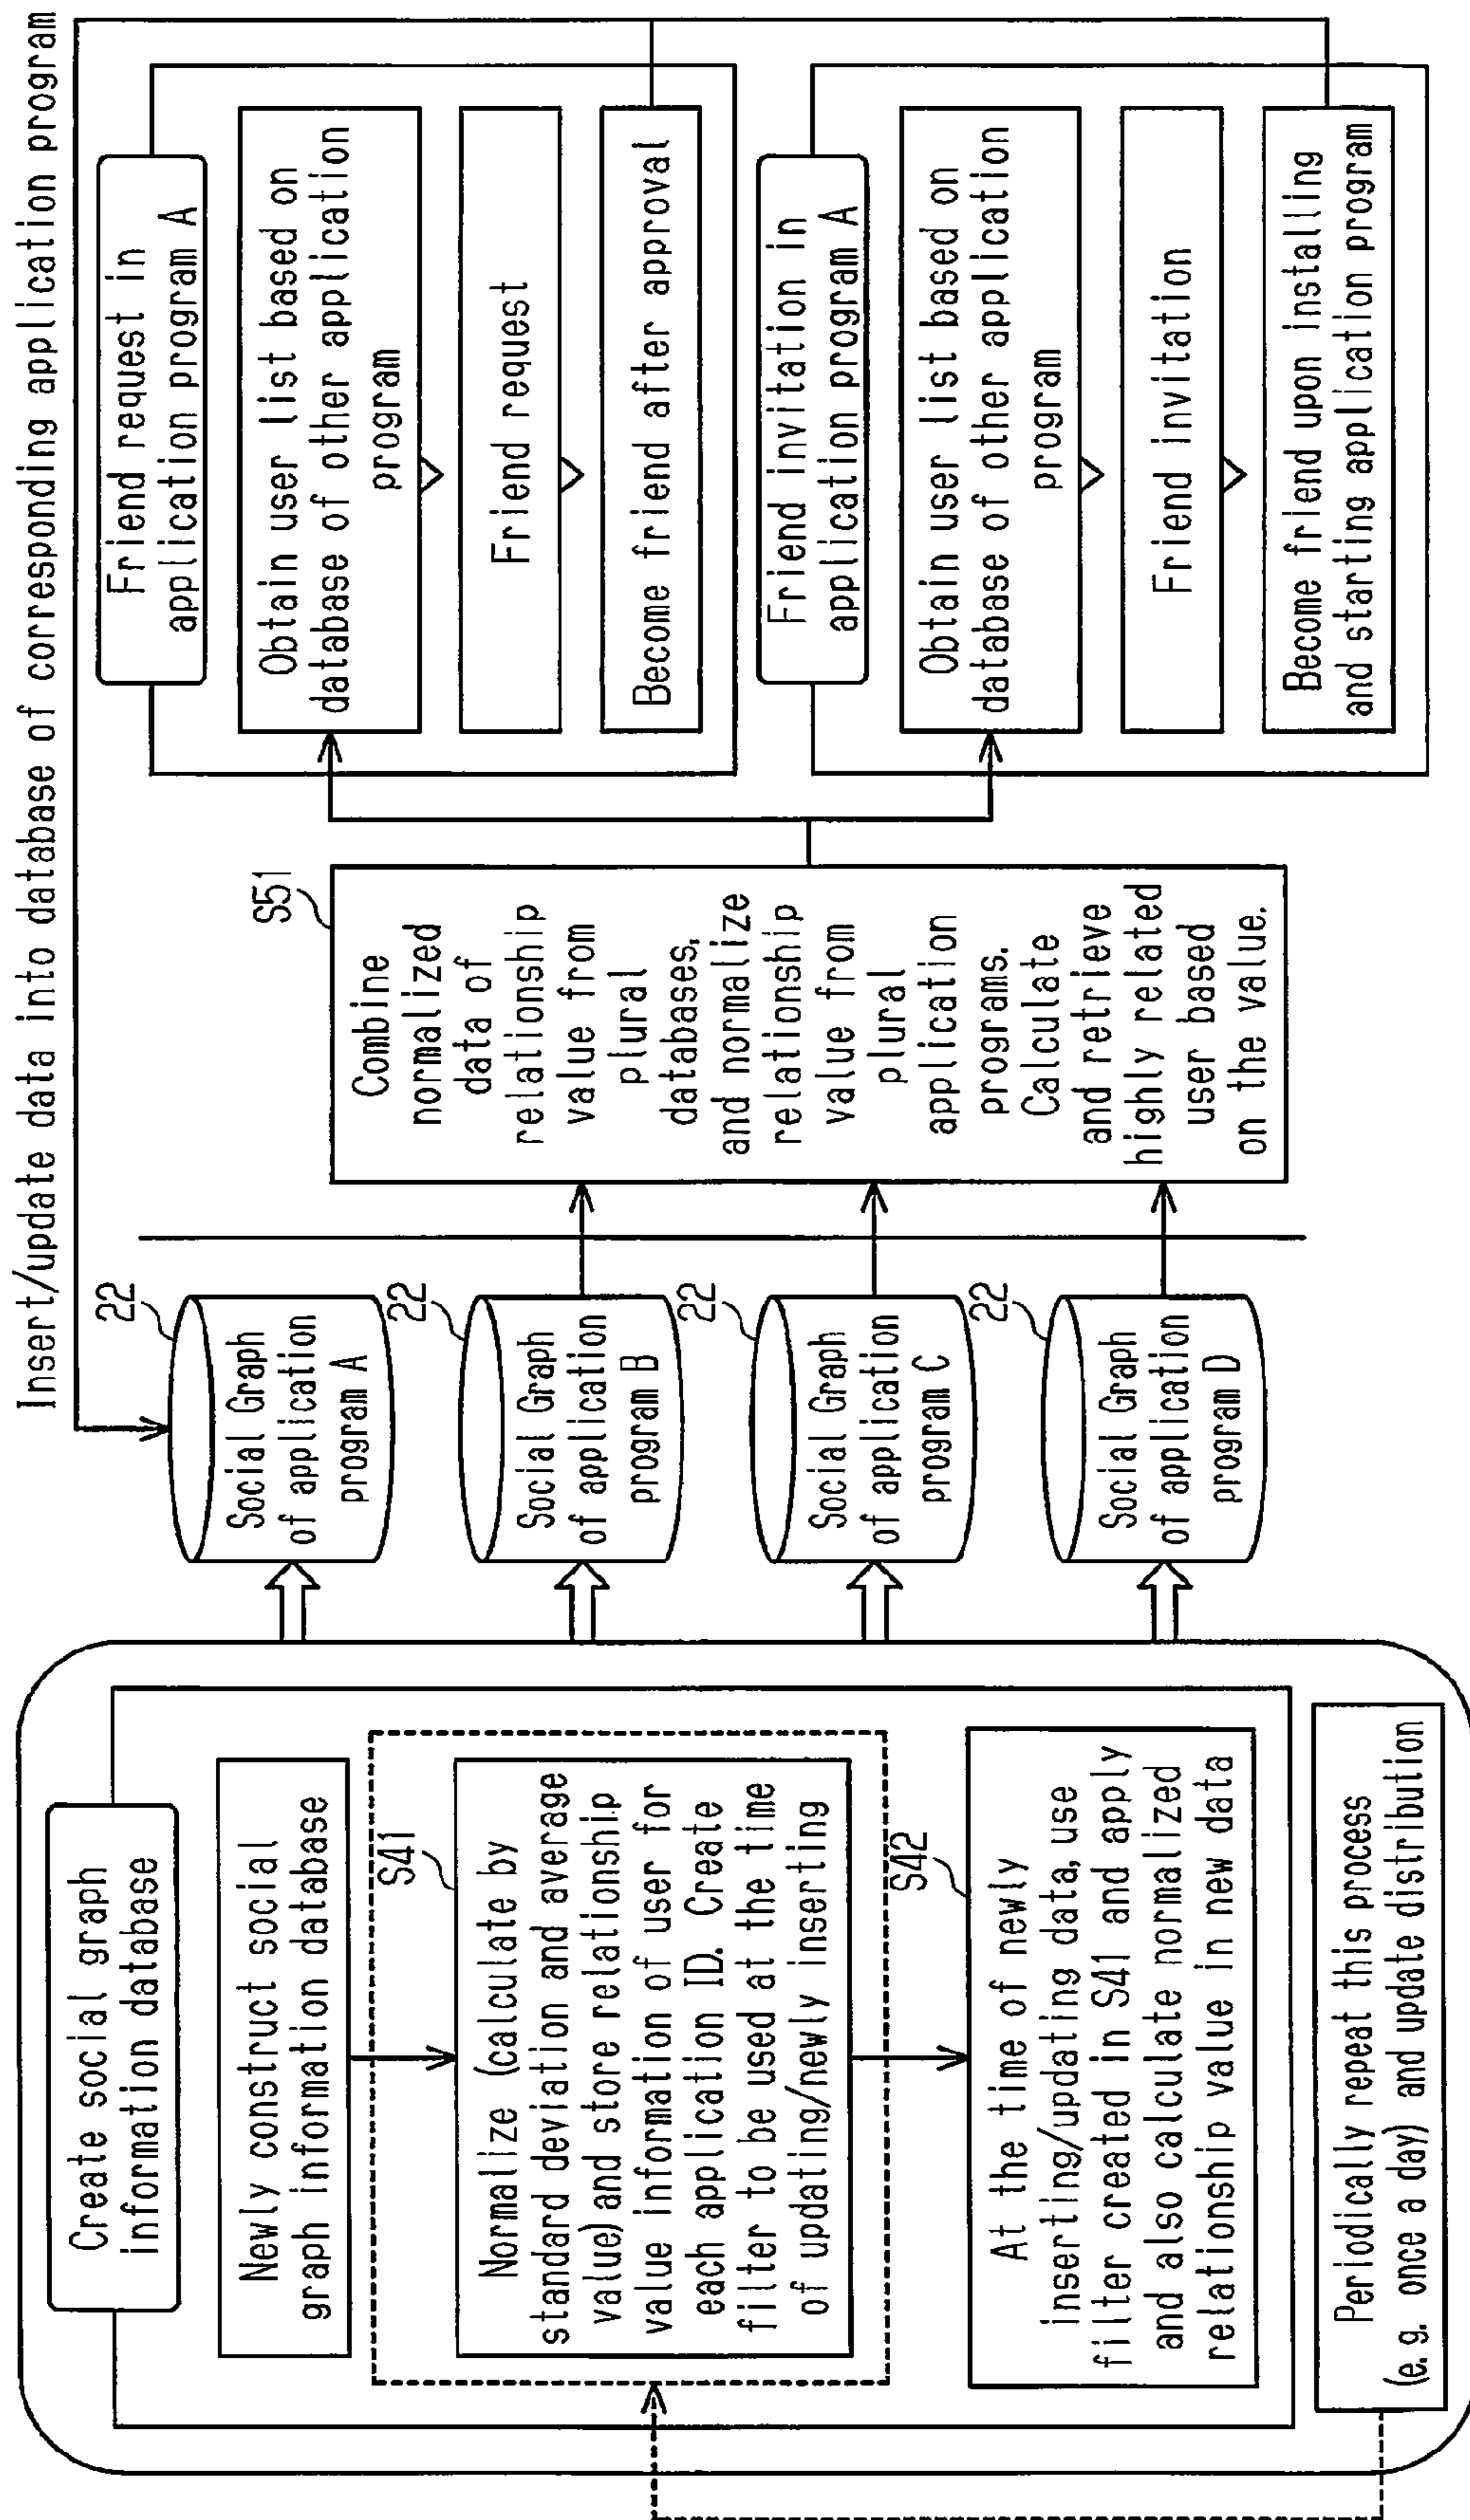 Insert/update data into database of corresponding application program
Create social graph
information database
Newly construct social
graph information database
S41
Normalize (calculate by
standard deviation and average
value) and store relationship
value information of user for
each application ID. Create
filter to be used at the time
of updating/newly inserting
S42
At the time of newly
inserting/updating data, use
filter created in S41 and apply
and also calculate normalized
relationship value in new data
Periodically repeat this process
(e.g. once a day) and update distribution
22
Social Graph
of application
program A
22
Social Graph
of application
program B
22
Social Graph
of application
program C
22
Social Graph
of application
program D
S51
Combine
normalized
data of
relationship
value from
plural
databases,
and normalize
relationship
value from
plural
application
programs.
Calculate
and retrieve
highly related
user based
on the value.
Friend request in
application program A
Obtain user list based on
database of other application
program
Friend request
Become friend after approval
Friend invitation in
application program A
Obtain user list based on
database of other application
program
Friend invitation
Become friend upon installing
and starting application program